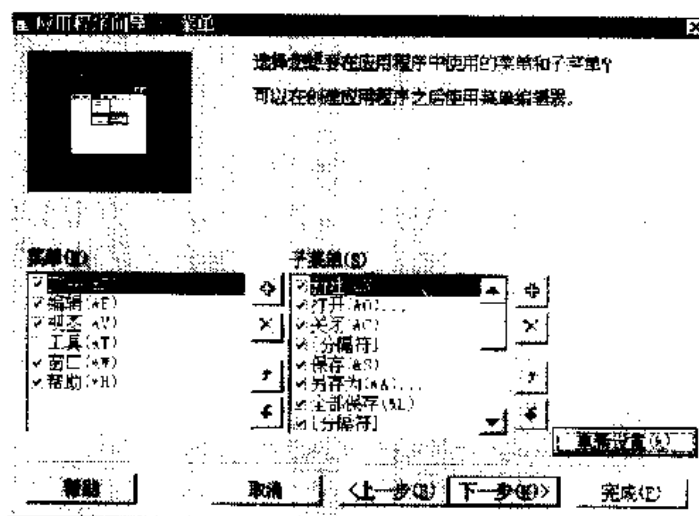 应用程序向导 - 菜单
选择您想要在应用程序中使用的菜单和子菜单
可以在创建应用程序之后使用菜单编辑器。
菜单(M)
编辑(&E)
视图(&V)
工具(&T)
窗口(&W)
帮助(&H)
子菜单(S)
打开(&O)...
关闭(&C)
[分隔符]
保存(&S)
另存为(&A)...
全部保存(&L)
[分隔符]
重新设置(R)
帮助
取消
<上一步(B)
下一步(N)>
完成(F)